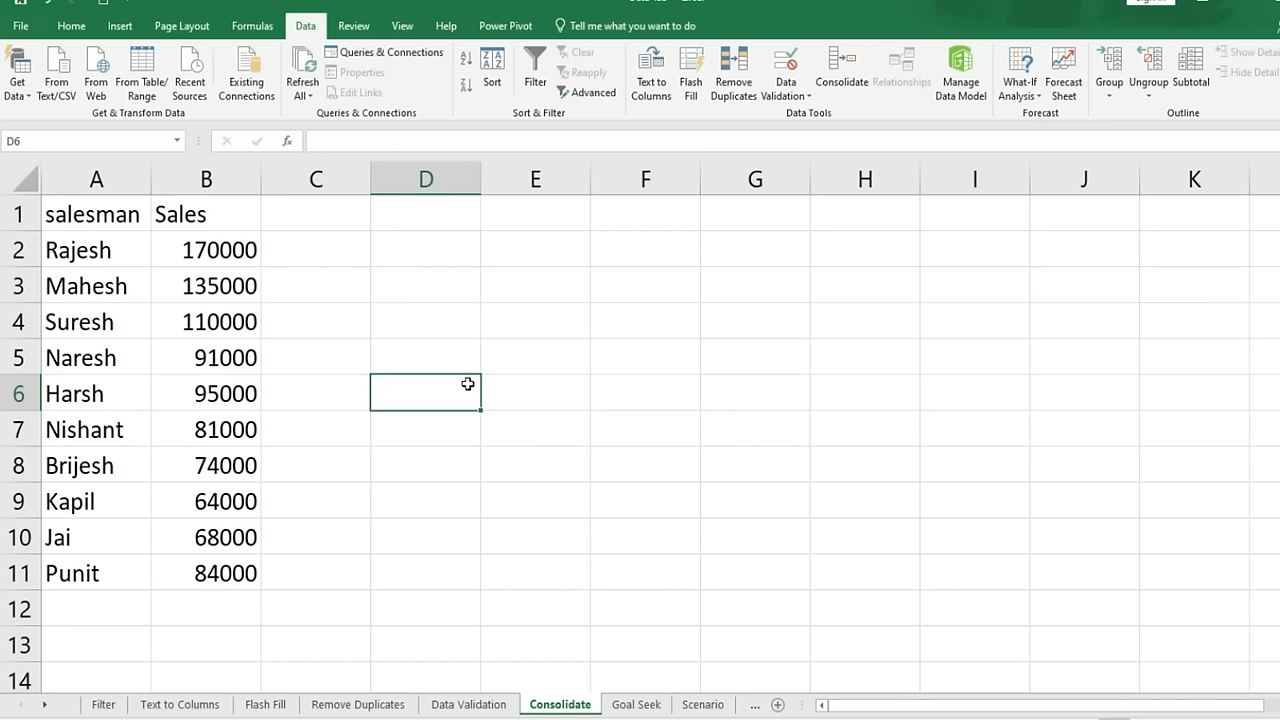 File Home Insert Page Layout Formulas Data Review View Help Power Pivot Tell me what you want to do
Get Data From Text/CSV From Web From Table/ Range Recent Sources Existing Connections
Get & Transform Data
Refresh All Queries & Connections
Properties
Edit Links
Queries & Connections
Sort Filter Clear
Reapply
Advanced
Sort & Filter
Text to Columns Flash Fill Remove Duplicates Data Validation Consolidate Relationships Manage Data Model
Data Tools
What-If Analysis Forecast Sheet
Forecast
Group Ungroup Subtotal
Outline
D6 fx
A B C D E F G H I J K
1 salesman Sales
2 Rajesh 170000
3 Mahesh 135000
4 Suresh 110000
5 Naresh 91000
6 Harsh 95000
7 Nishant 81000
8 Brijesh 74000
9 Kapil 64000
10 Jai 68000
11 Punit 84000
12
13
14
Filter Text to Columns Flash Fill Remove Duplicates Data Validation Consolidate Goal Seek Scenario ...